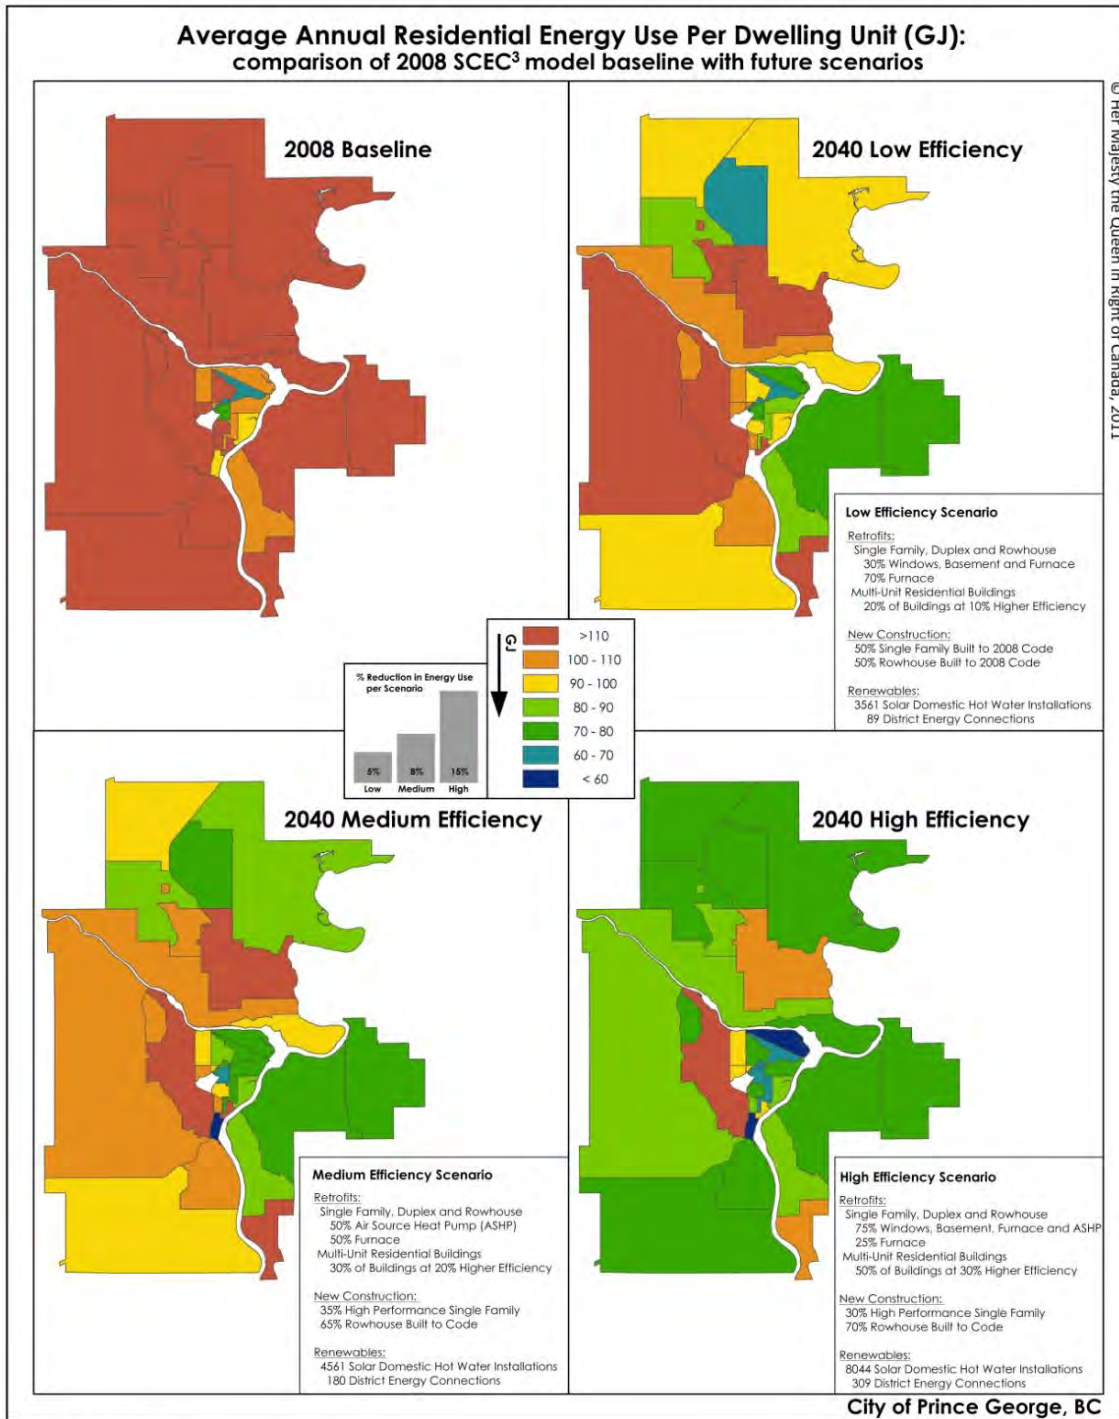 Average Annual Residential Energy Use Per Dwelling Unit (GJ):
comparison of 2008 SCEC³ model baseline with future scenarios
© Her Majesty the Queen in Right of Canada, 2011
2008 Baseline
2040 Low Efficiency
Low Efficiency Scenario
Retrofits:
Single Family, Duplex and Rowhouse
30% Windows, Basement and Furnace
70% Furnace
Multi-Unit Residential Buildings
20% of Buildings at 10% Higher Efficiency
New Construction:
50% Single Family Built to 2008 Code
50% Rowhouse Built to 2008 Code
Renewables:
3561 Solar Domestic Hot Water Installations
89 District Energy Connections
% Reduction in Energy Use
per Scenario
5%
8%
15%
Low
Medium
High
GJ
>110
100 - 110
90 - 100
80 - 90
70 - 80
60 - 70
< 60
2040 Medium Efficiency
Medium Efficiency Scenario
Retrofits:
Single Family, Duplex and Rowhouse
50% Air Source Heat Pump (ASHP)
50% Furnace
Multi-Unit Residential Buildings
30% of Buildings at 20% Higher Efficiency
New Construction:
35% High Performance Single Family
65% Rowhouse Built to Code
Renewables:
4561 Solar Domestic Hot Water Installations
180 District Energy Connections
2040 High Efficiency
High Efficiency Scenario
Retrofits:
Single Family, Duplex and Rowhouse
75% Windows, Basement, Furnace and ASHP
25% Furnace
Multi-Unit Residential Buildings
50% of Buildings at 30% Higher Efficiency
New Construction:
30% High Performance Single Family
70% Rowhouse Built to Code
Renewables:
8044 Solar Domestic Hot Water Installations
309 District Energy Connections
City of Prince George, BC